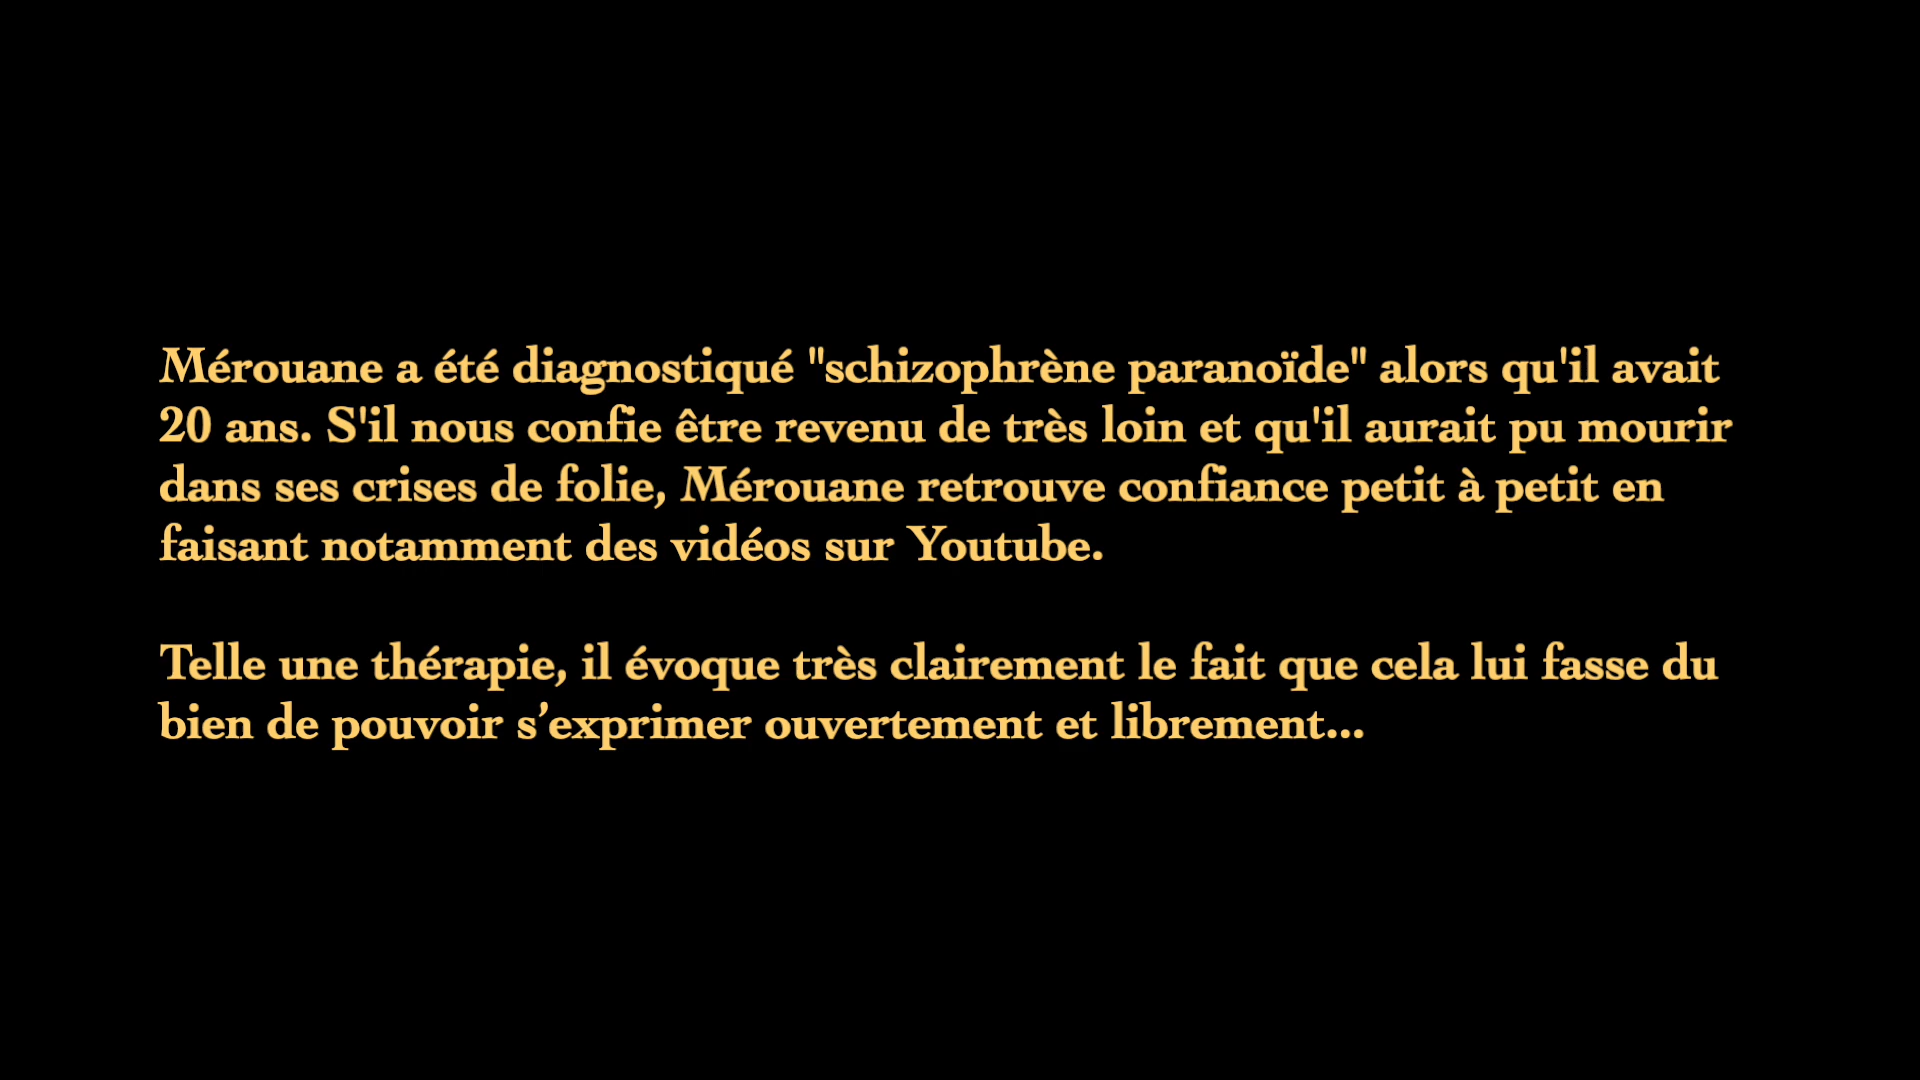 Mérouane a été diagnostiqué "schizophrène paranoïde" alors qu'il avait
20 ans. S'il nous confie être revenu de très loin et qu'il aurait pu mourir
dans ses crises de folie, Mérouane retrouve confiance petit à petit en
faisant notamment des vidéos sur Youtube.
Telle une thérapie, il évoque très clairement le fait que cela lui fasse du
bien de pouvoir s’exprimer ouvertement et librement...